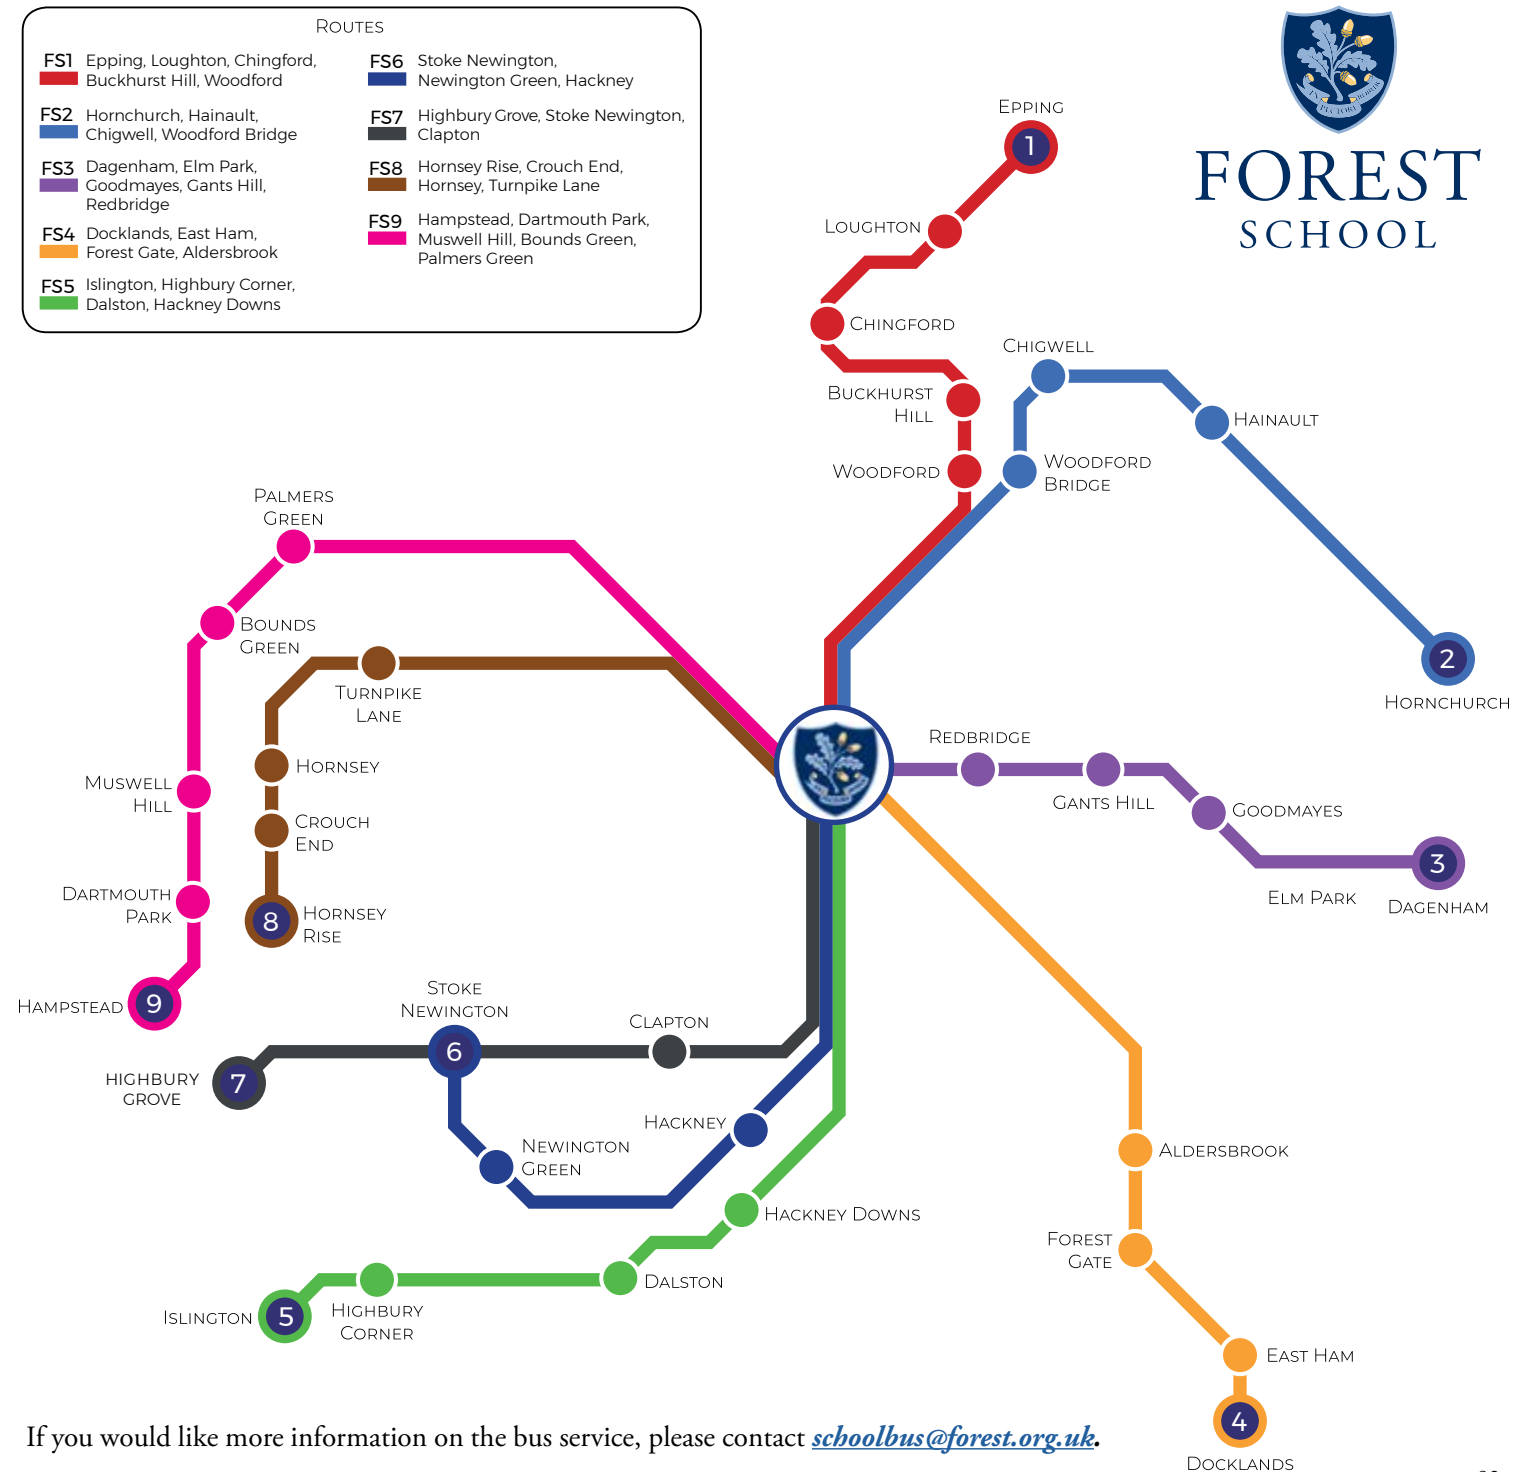 ROUTES
FS1 Epping, Loughton, Chingford,
Buckhurst Hill, Woodford
FS2 Hornchurch, Hainault,
Chigwell, Woodford Bridge
FS3 Dagenham, Elm Park,
Goodmayes, Gants Hill,
Redbridge
FS4 Docklands, East Ham,
Forest Gate, Aldersbrook
FS5 Islington, Highbury Corner,
Dalston, Hackney Downs
FS6 Stoke Newington,
Newington Green, Hackney
FS7 Highbury Grove, Stoke Newington,
Clapton
FS8 Hornsey Rise, Crouch End,
Hornsey, Turnpike Lane
FS9 Hampstead, Dartmouth Park,
Muswell Hill, Bounds Green,
Palmers Green
FOREST
SCHOOL
EPPING
1
LOUGHTON
CHINGFORD
CHIGWELL
BUCKHURST
HILL
HAINAULT
WOODFORD
WOODFORD
BRIDGE
PALMERS
GREEN
BOUNDS
GREEN
2
HORNCHURCH
TURNPIKE
LANE
REDBRIDGE
HORNSEY
MUSWELL
HILL
GANTS HILL
GOODMAYES
CROUCH
END
3
ELM PARK
DAGENHAM
DARTMOUTH
PARK
8
HORNSEY
RISE
HAMPSTEAD
9
STOKE
NEWINGTON
6
CLAPTON
HIGHBURY
GROVE
7
HACKNEY
NEWINGTON
GREEN
ALDERSBROOK
HACKNEY DOWNS
FOREST
GATE
DALSTON
ISLINGTON
5
HIGHBURY
CORNER
EAST HAM
4
DOCKLANDS
If you would like more information on the bus service, please contact schoolbus@forest.org.uk.